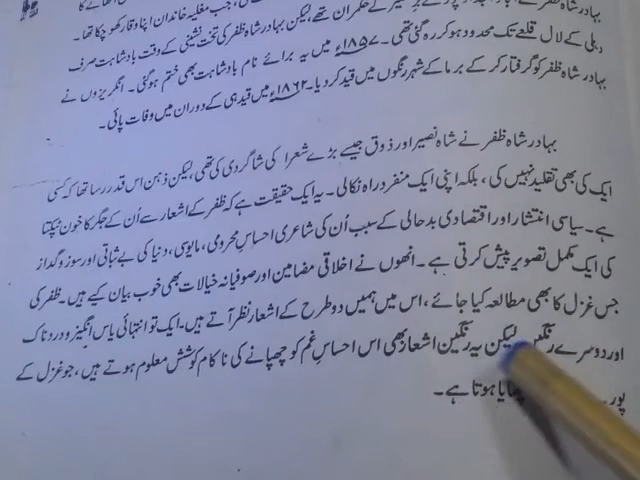 بہادر شاہ ظفر کے
کے حکمران تھے، لیکن بہادر شاہ ظفر کی تخت نشینی کے وقت بادشاہت صرف
دہلی کے لال قلعے تک محدود ہو کر رہ گئی تھی۔ ۱۸۵۷ء میں یہ برائے نام بادشاہت بھی ختم ہو گئی۔ انگریزوں نے
بہادر شاہ ظفر کو گرفتار کر کے برما کے شہر رنگون میں قید کر دیا۔ ۱۸۶۲ء میں قید ہی کے دوران میں وفات پائی۔
بہادر شاہ ظفر نے شاہ نصیر اور ذوق جیسے بڑے شعرا کی شاگردی کی تھی، لیکن ذہن اس قدر رسا تھا کہ کسی
ایک کی بھی تقلید نہیں کی، بلکہ اپنی ایک منفرد راہ نکالی۔ یہ ایک حقیقت ہے کہ ظفر کے اشعار سے اُن کے جگر کا خون ٹپکتا
ہے۔ سیاسی انتشار اور اقتصادی بدحالی کے سبب اُن کی شاعری احساسِ محرومی، مایوسی، دنیا کی بے ثباتی اور سوز و گداز
کی ایک مکمل تصویر پیش کرتی ہے۔ انھوں نے اخلاقی مضامین اور صوفیانہ خیالات بھی خوب بیان کیے ہیں۔ ظفر کی
جس غزل کا بھی مطالعہ کیا جائے، اس میں ہمیں دو طرح کے اشعار نظر آتے ہیں۔ ایک تو انتہائی یاس انگیز و دردناک
اور دوسرے رنگین لیکن یہ رنگین اشعار بھی اس احساسِ غم کو چھپانے کی ناکام کوشش معلوم ہوتے ہیں، جو غزل کے
ہوتا ہے۔